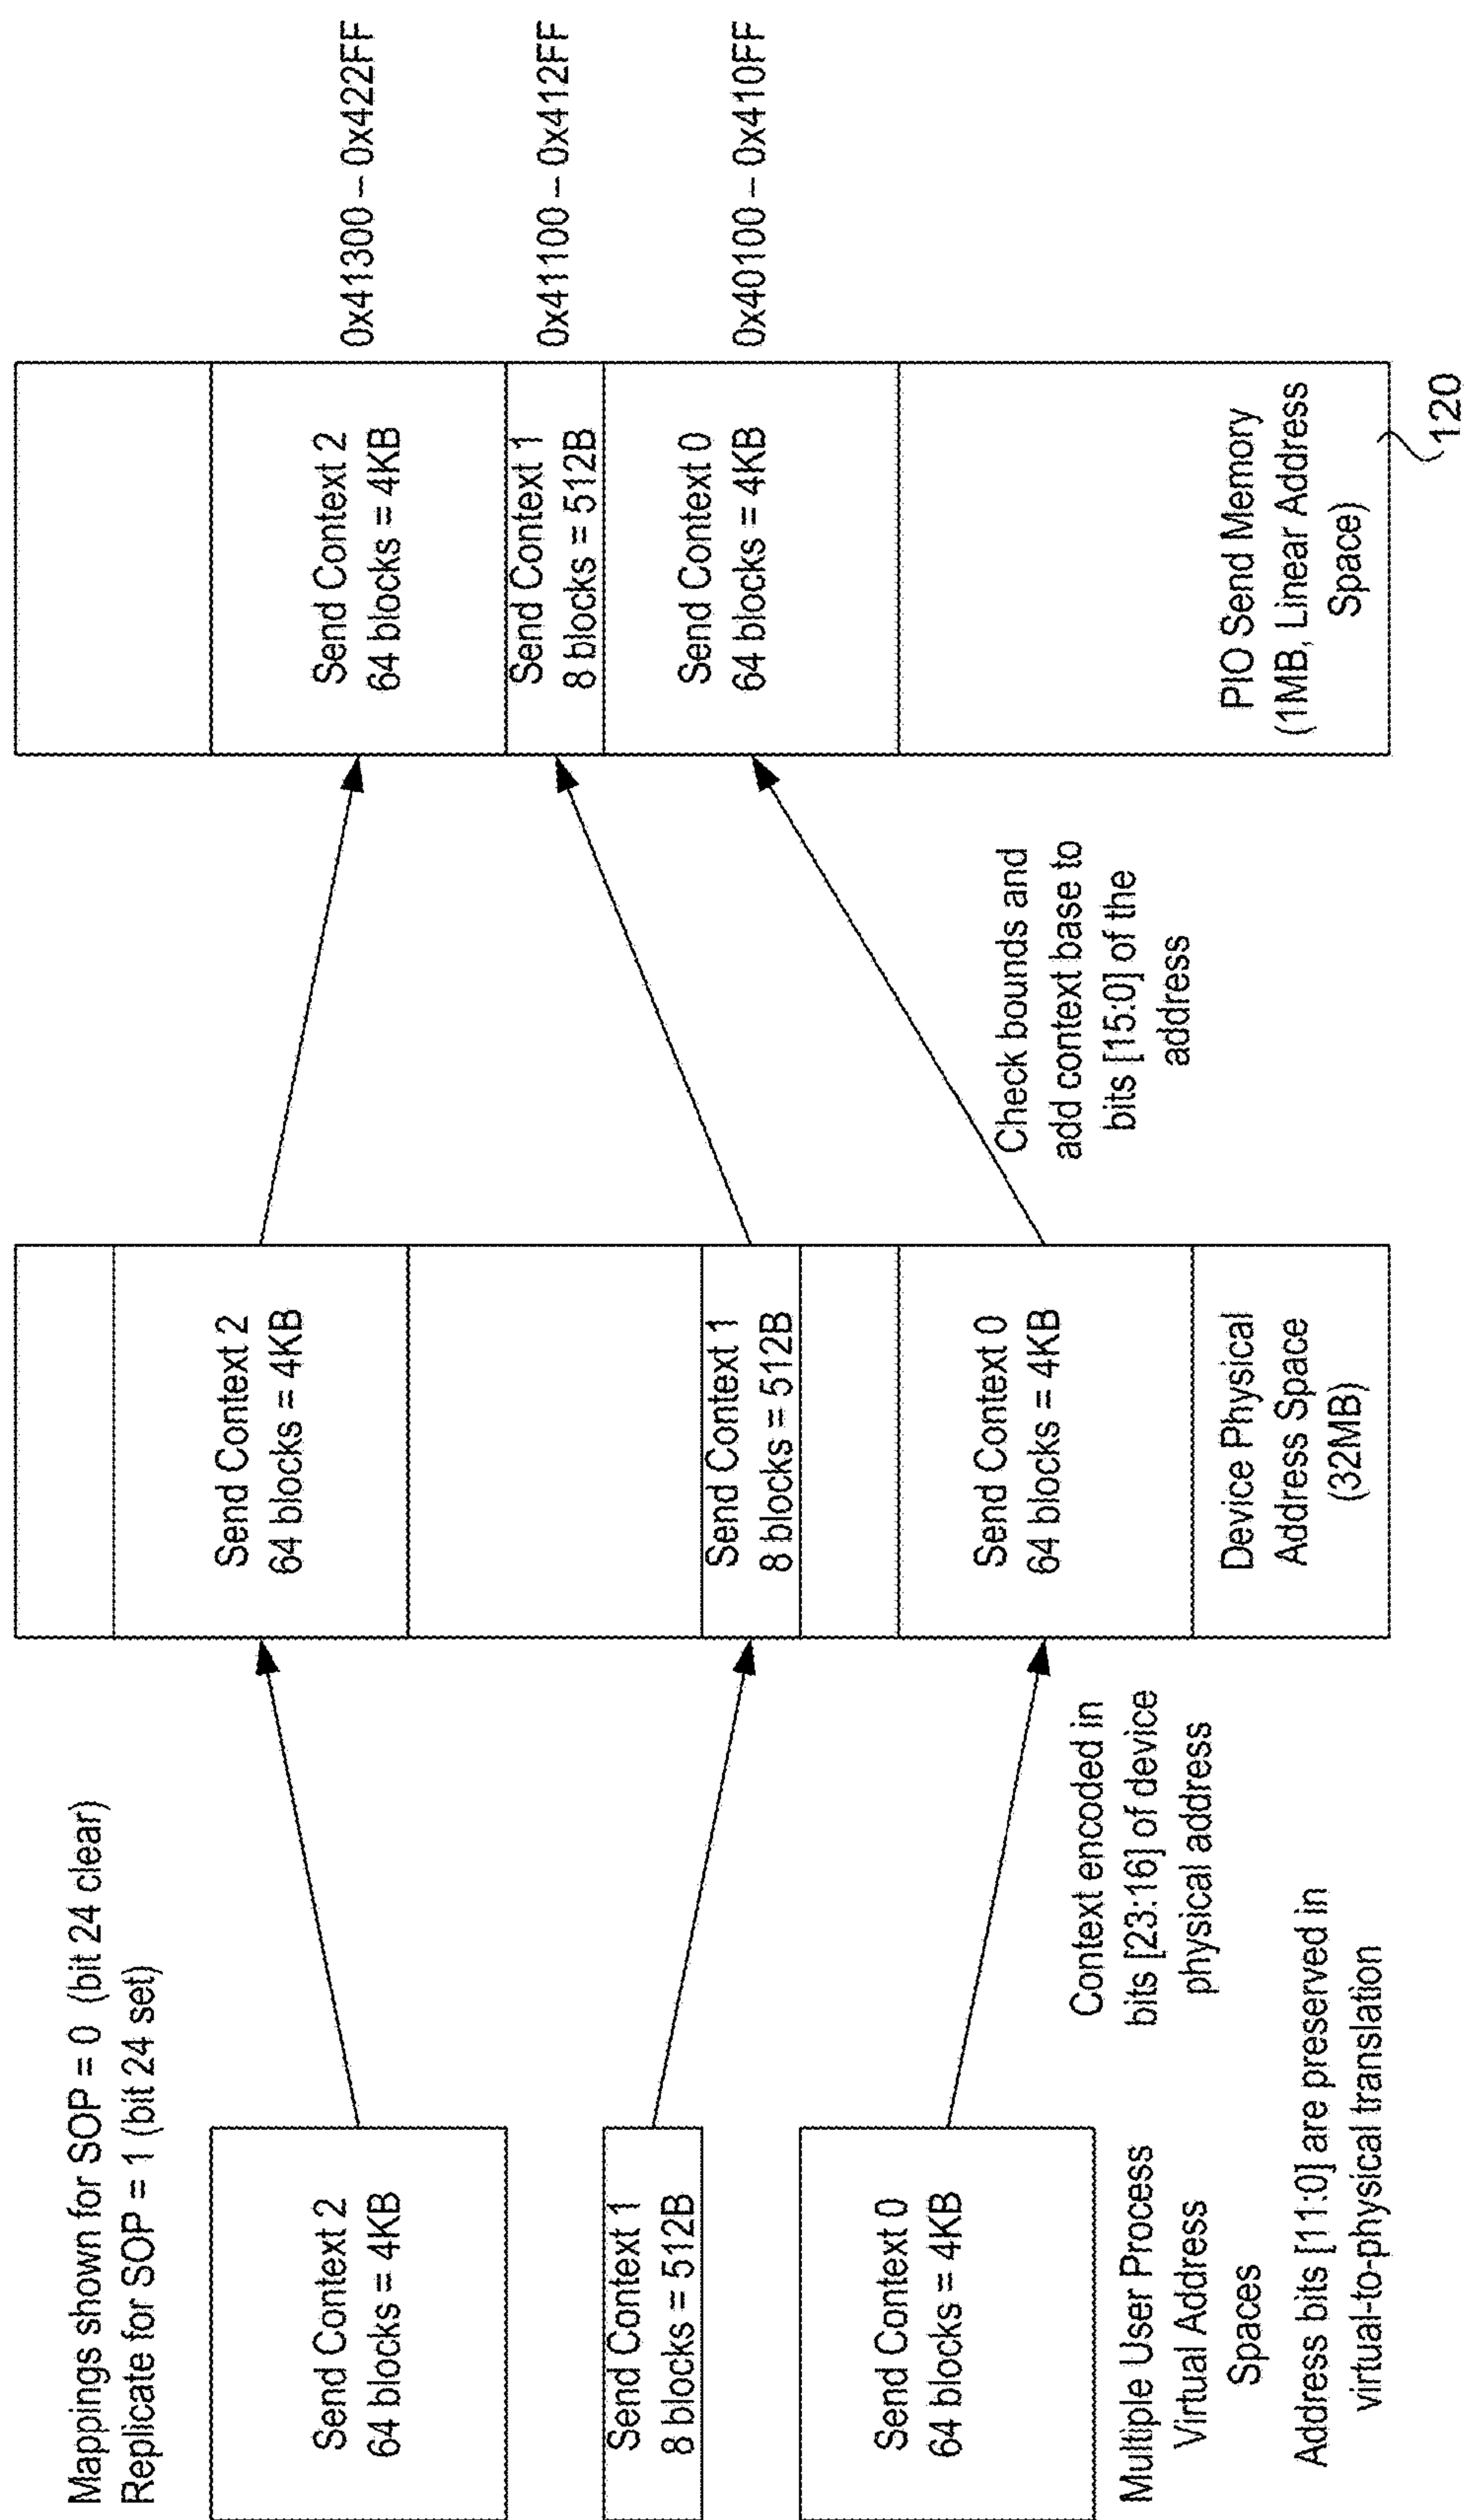 Mappings shown for SOP = 0 (bit 24 clear)
Replicate for SOP = 1 (bit 24 set)
Send Context 2
64 blocks = 4KB
Send Context 1
8 blocks = 512B
Send Context 0
64 blocks = 4KB
Multiple User Process
Virtual Address
Spaces
Address bits [11:0] are preserved in
virtual-to-physical translation
Context encoded in
bits [23:16] of device
physical address
Send Context 2
64 blocks = 4KB
Send Context 1
8 blocks = 512B
Send Context 0
64 blocks = 4KB
Device Physical
Address Space
(32MB)
Check bounds and
add context base to
bits [15:0] of the
address
Send Context 2
64 blocks = 4KB
Send Context 1
8 blocks = 512B
Send Context 0
64 blocks = 4KB
PIO Send Memory
(1MB, Linear Address
Space)
120
0x41300 – 0x422FF
0x41100 – 0x412FF
0x40100 – 0x410FF